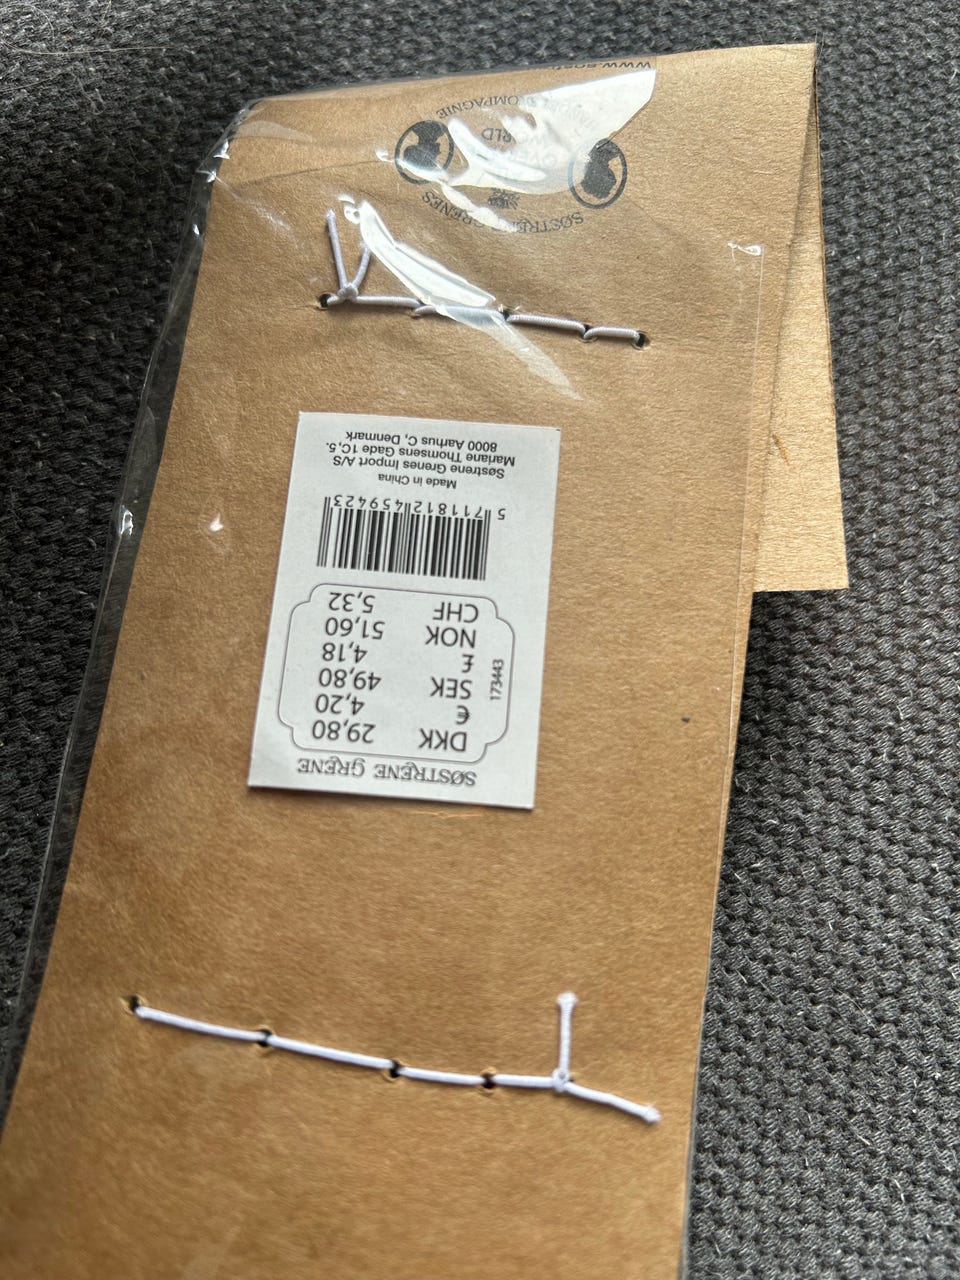 SØSTRENE GRENE
DKK 29,80
€ 4,20
SEK 49,80
£ 4,18
NOK 51,60
CHF 5,32
173443
5 711812 459423
Made in China
Søstrene Grenes Import A/S
Mariane Thomsens Gade 1C,5.
8000 Aarhus C, Denmark
SØSTRENE GRENES
COMPAGNIE